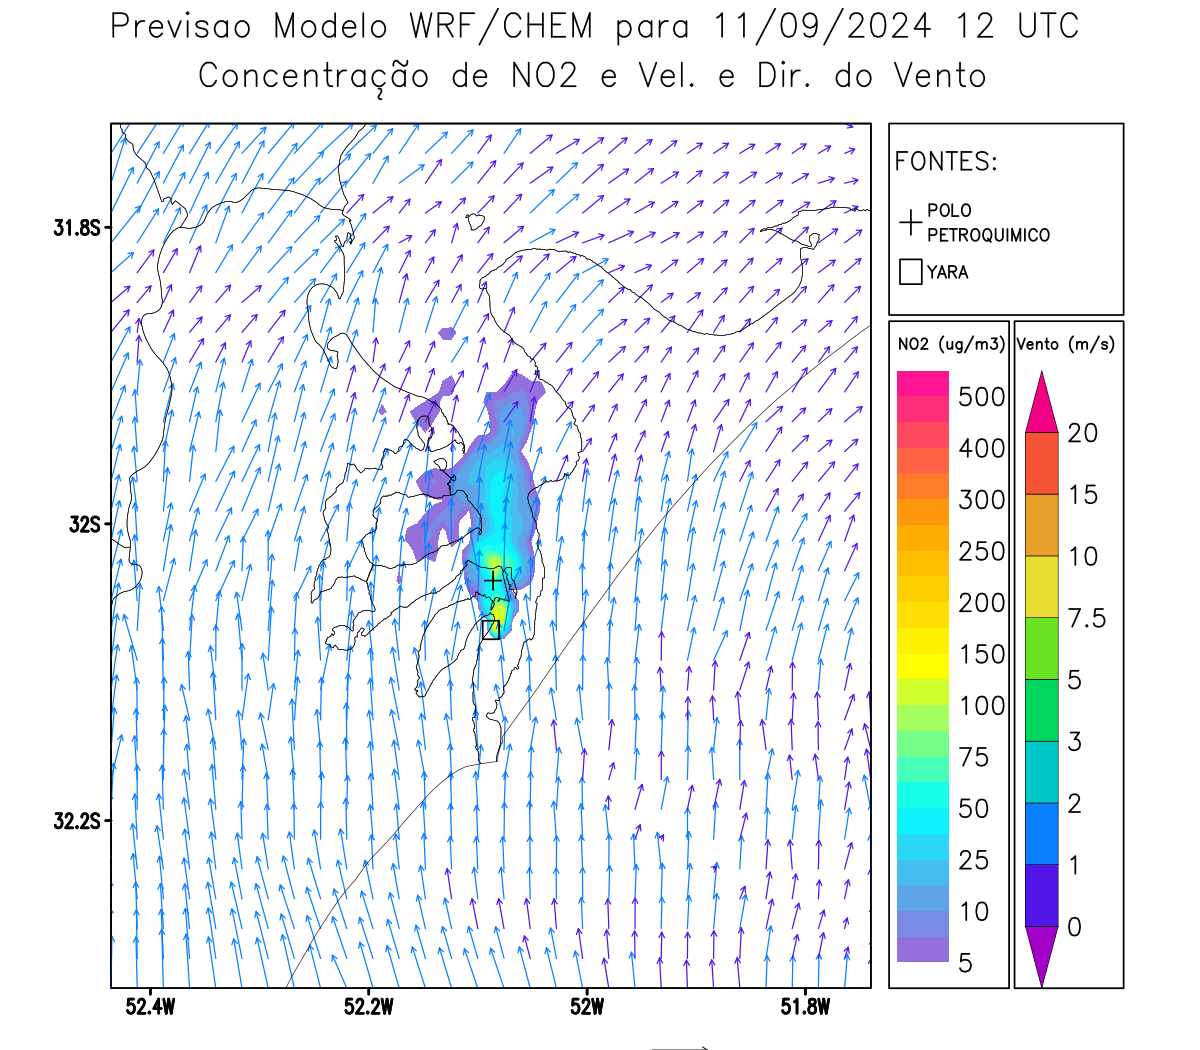 Previsao Modelo WRF/CHEM para 11/09/2024 12 UTC
Concentração de NO2 e Vel. e Dir. do Vento
FONTES:
POLO
PETROQUIMICO
YARA
NO2 (ug/m3)
500
400
300
250
200
150
100
75
50
25
10
5
Vento (m/s)
20
15
10
7.5
5
3
2
1
0
31.8S
32S
32.2S
52.4W
52.2W
52W
51.8W